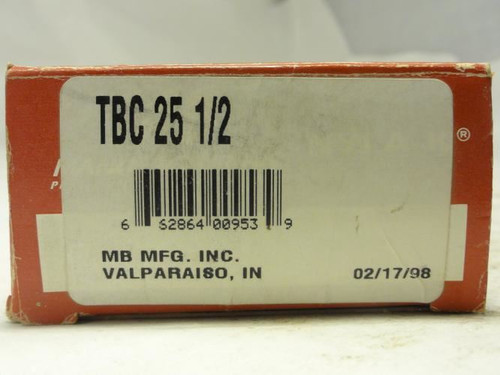 TBC 25 1/2
®
6 62864 00953 9
MB MFG. INC.
VALPARAISO, IN 02/17/98